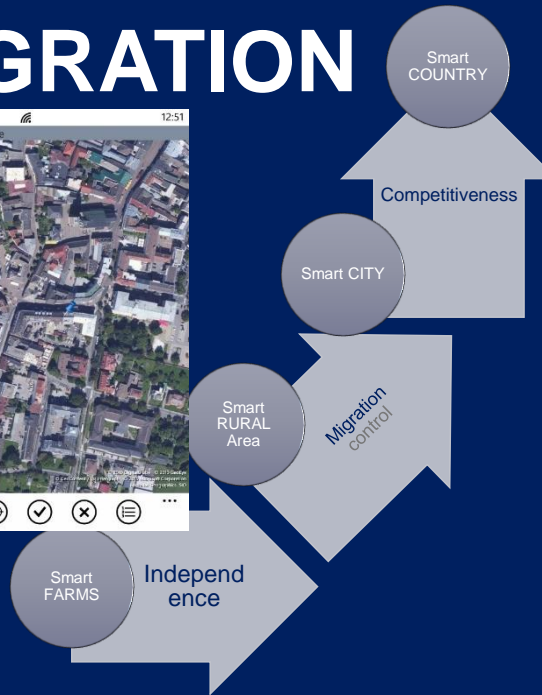 GRATION
Smart
COUNTRY
12:51
Competitiveness
Smart CITY
Migration
control
Smart
RURAL
Area
Smart
FARMS
Independ
ence